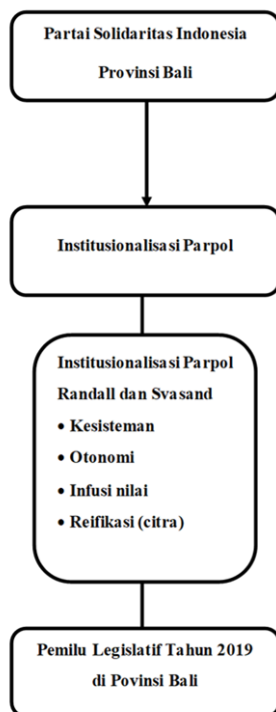 Partai Solidaritas Indonesia
Provinsi Bali
Institusionalisasi Parpol
Institusionalisasi Parpol
Randall dan Svasand
• Kesisteman
• Otonomi
• Infusi nilai
• Reifikasi (citra)
Pemilu Legislatif Tahun 2019
di Povinsi Bali